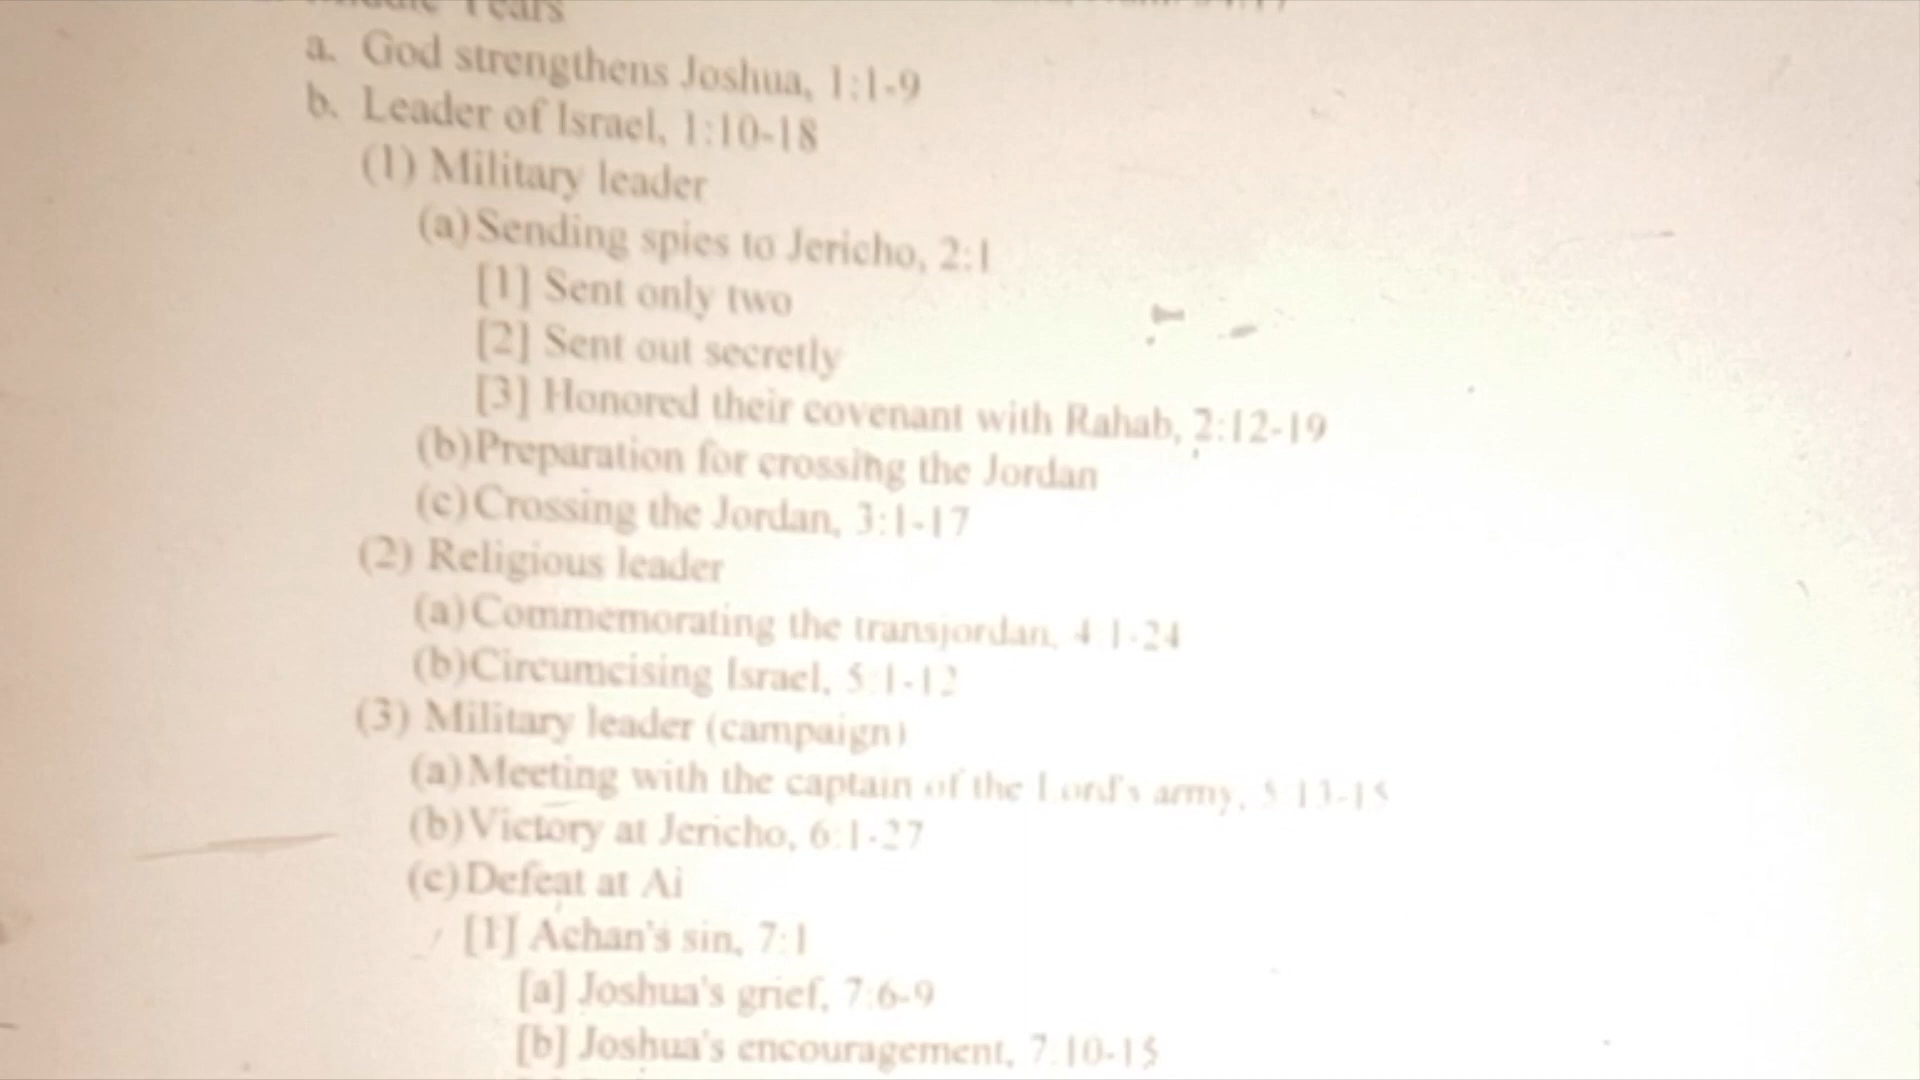 Years
a. God strengthens Joshua, 1:1-9
b. Leader of Israel, 1:10-18
(1) Military leader
(a) Sending spies to Jericho, 2:1
[1] Sent only two
[2] Sent out secretly
[3] Honored their covenant with Rahab, 2:12-19
(b) Preparation for crossing the Jordan
(c) Crossing the Jordan, 3:1-17
(2) Religious leader
(a) Commemorating the transjordan, 4:1-24
(b) Circumcising Israel, 5:1-12
(3) Military leader (campaign)
(a) Meeting with the captain of the Lord's army, 5:13-15
(b) Victory at Jericho, 6:1-27
(c) Defeat at Ai
[1] Achan's sin, 7:1
[a] Joshua's grief, 7:6-9
[b] Joshua's encouragement, 7:10-15